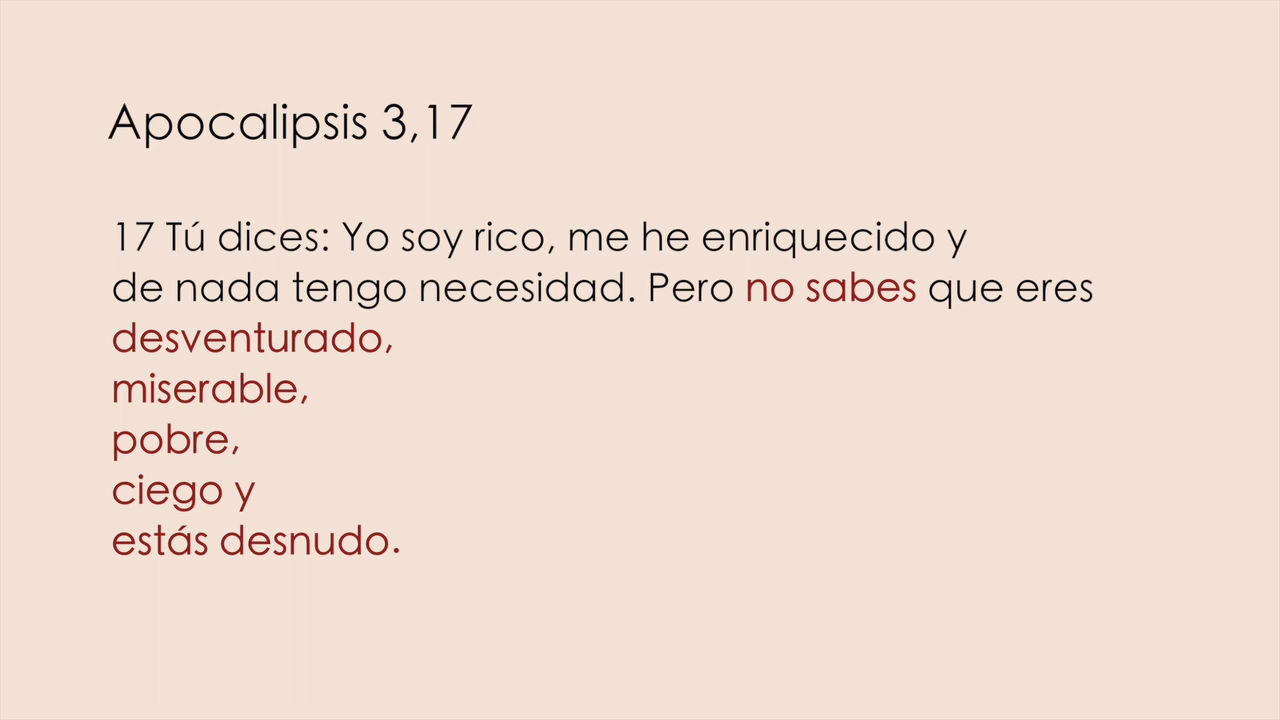 Apocalipsis 3,17
17 Tú dices: Yo soy rico, me he enriquecido y
de nada tengo necesidad. Pero no sabes que eres
desventurado,
miserable,
pobre,
ciego y
estás desnudo.